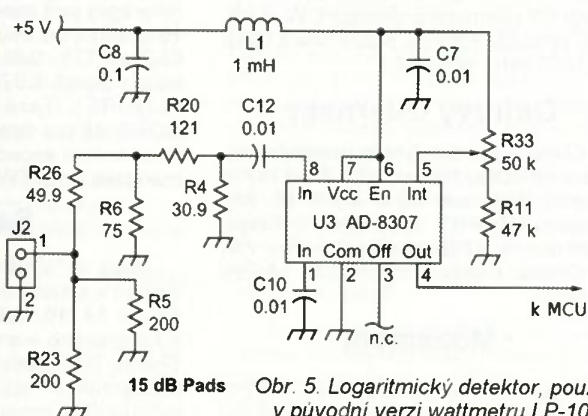 +5 V
C8
0.1
L1
1 mH
C7
0.01
R20
121
C12
0.01
R33
50 k
R26
49.9
R6
75
R4
30.9
8 7 6 5
In Vcc En Int
U3 AD-8307
In Com Off Out
1 2 3 4
R11
47 k
J2
1
2
C10
0.01
n.c.
k MCU
R5
200
R23
200
15 dB Pads
Obr. 5. Logaritmický detektor, pou
v původní verzi wattmetru LP-10